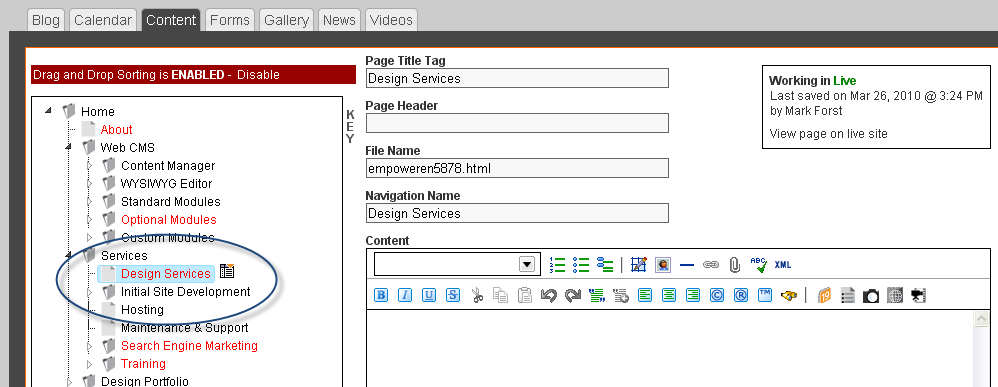 Blog Calendar Content Forms Gallery News Videos
Drag and Drop Sorting is ENABLED - Disable
Home
About
Web CMS
Content Manager
WYSIWYG Editor
Standard Modules
Optional Modules
Custom Modules
Services
Design Services
Initial Site Development
Hosting
Maintenance & Support
Search Engine Marketing
Training
Design Portfolio
KEY
Page Title Tag
Design Services
Page Header
File Name
empoweren5878.html
Navigation Name
Design Services
Content
ABC XML
B I U S © ® TM
Working in Live
Last saved on Mar 26, 2010 @ 3:24 PM
by Mark Forst
View page on live site